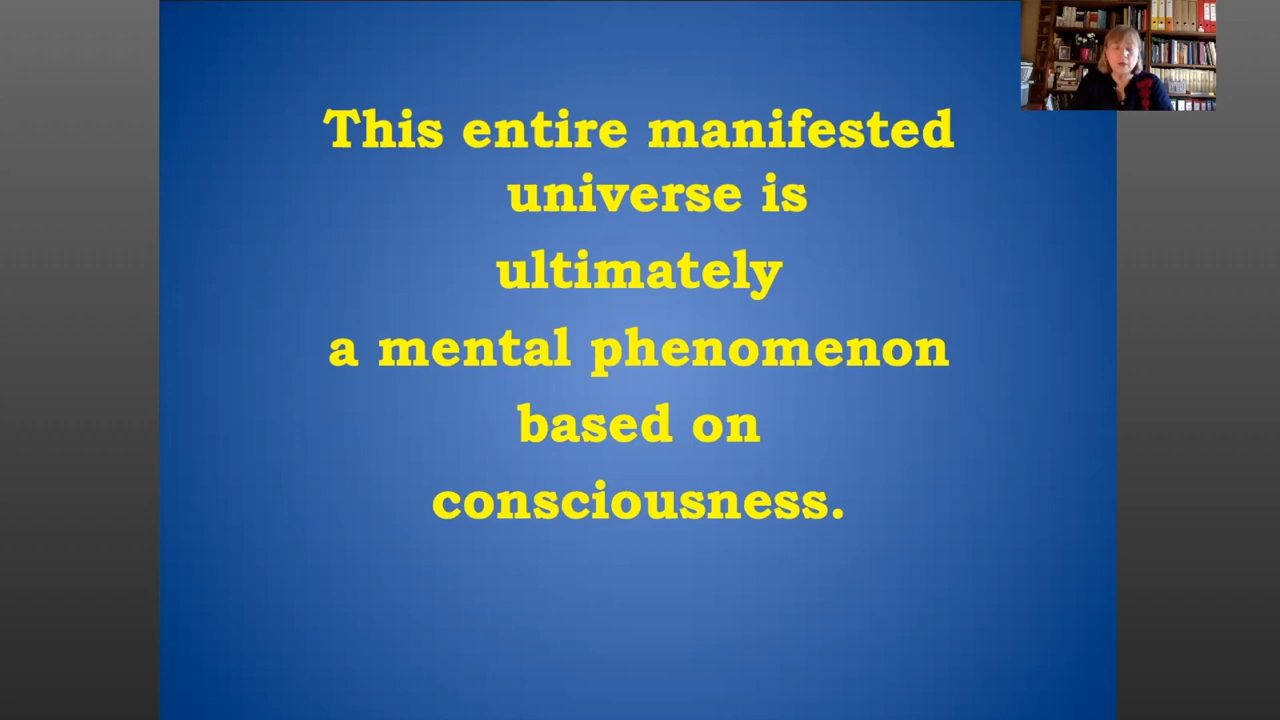 This entire manifested
universe is
ultimately
a mental phenomenon
based on
consciousness.